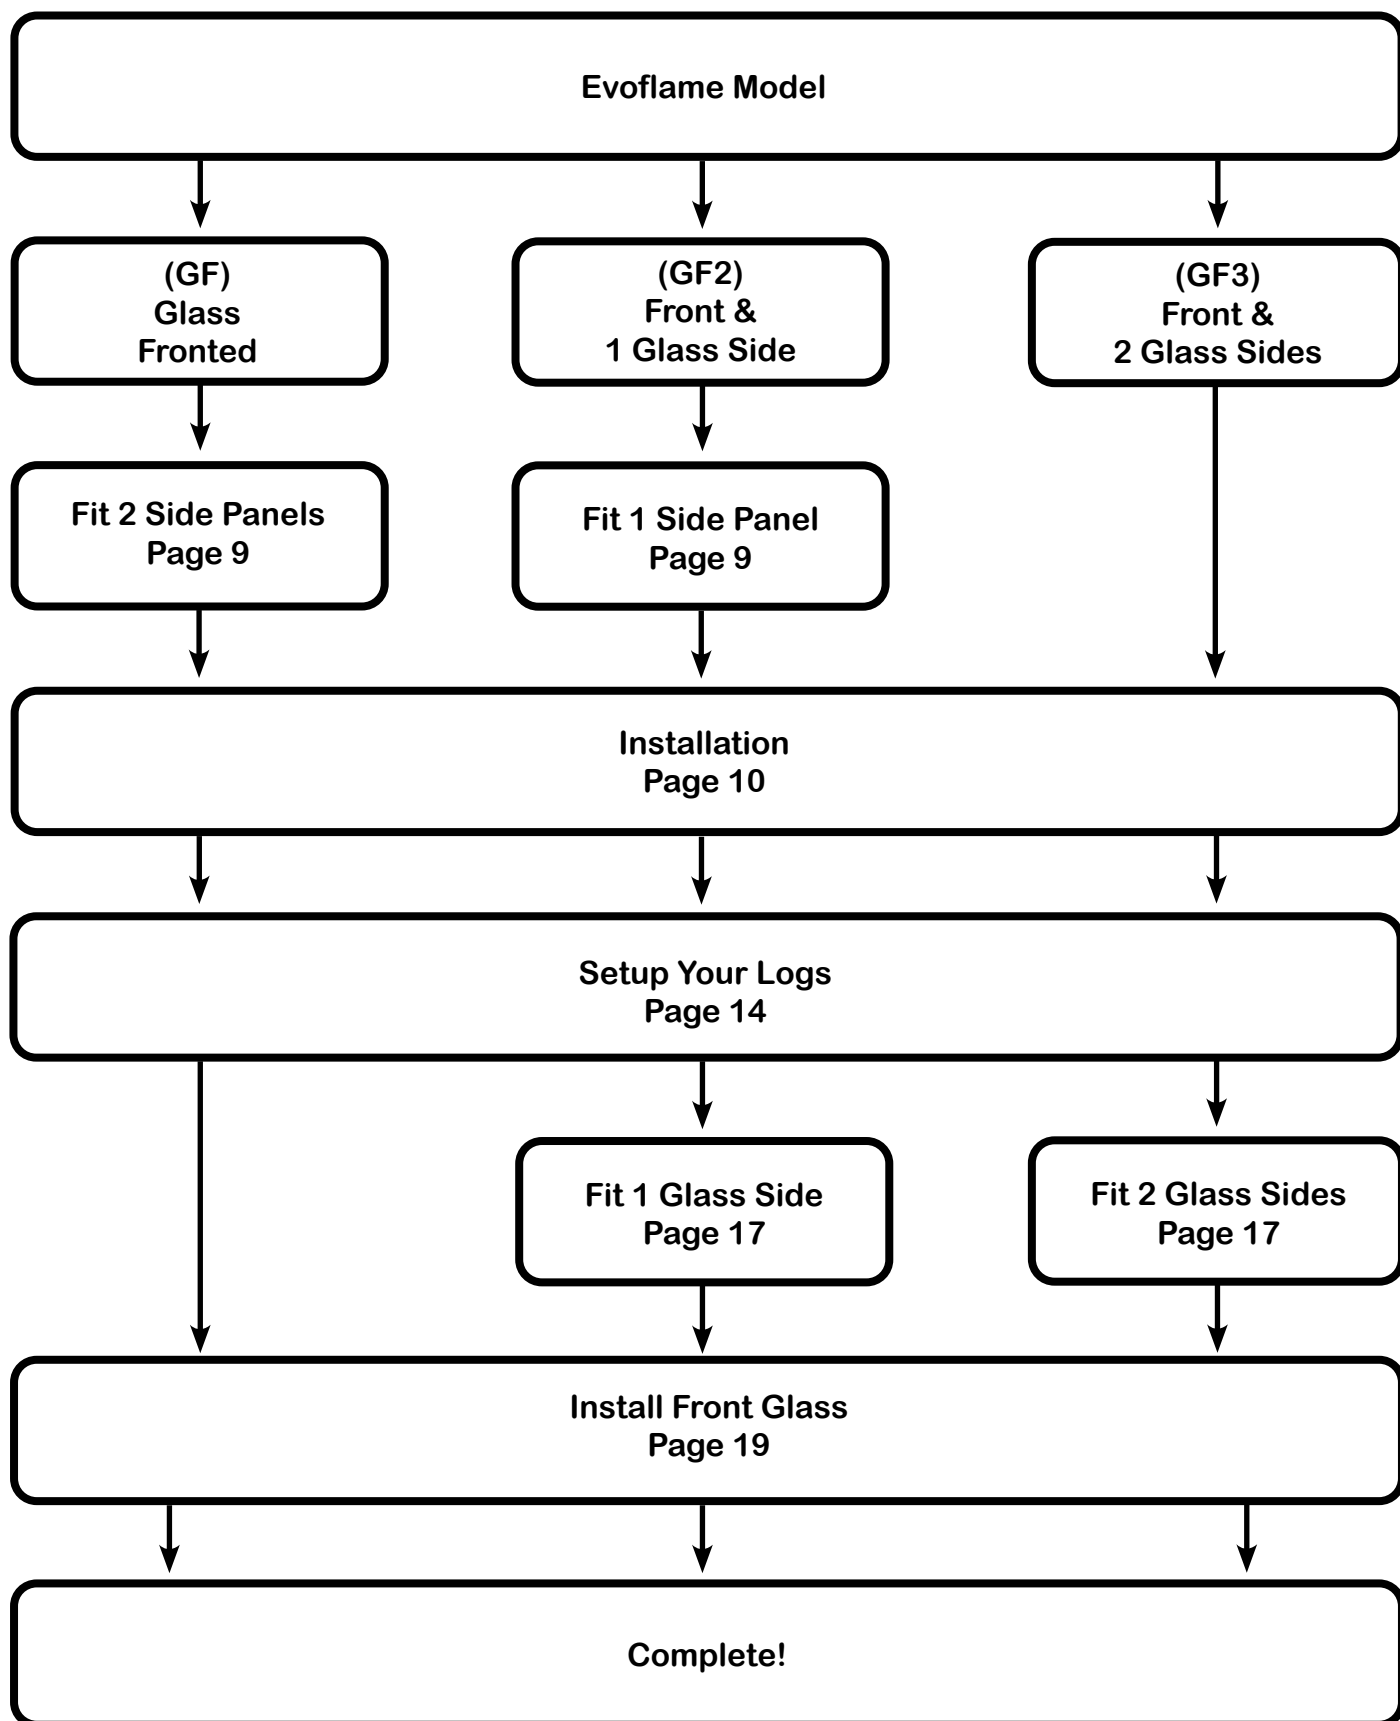 Evoflame Model
(GF)
Glass
Fronted
(GF2)
Front &
1 Glass Side
(GF3)
Front &
2 Glass Sides
Fit 2 Side Panels
Page 9
Fit 1 Side Panel
Page 9
Installation
Page 10
Setup Your Logs
Page 14
Fit 1 Glass Side
Page 17
Fit 2 Glass Sides
Page 17
Install Front Glass
Page 19
Complete!